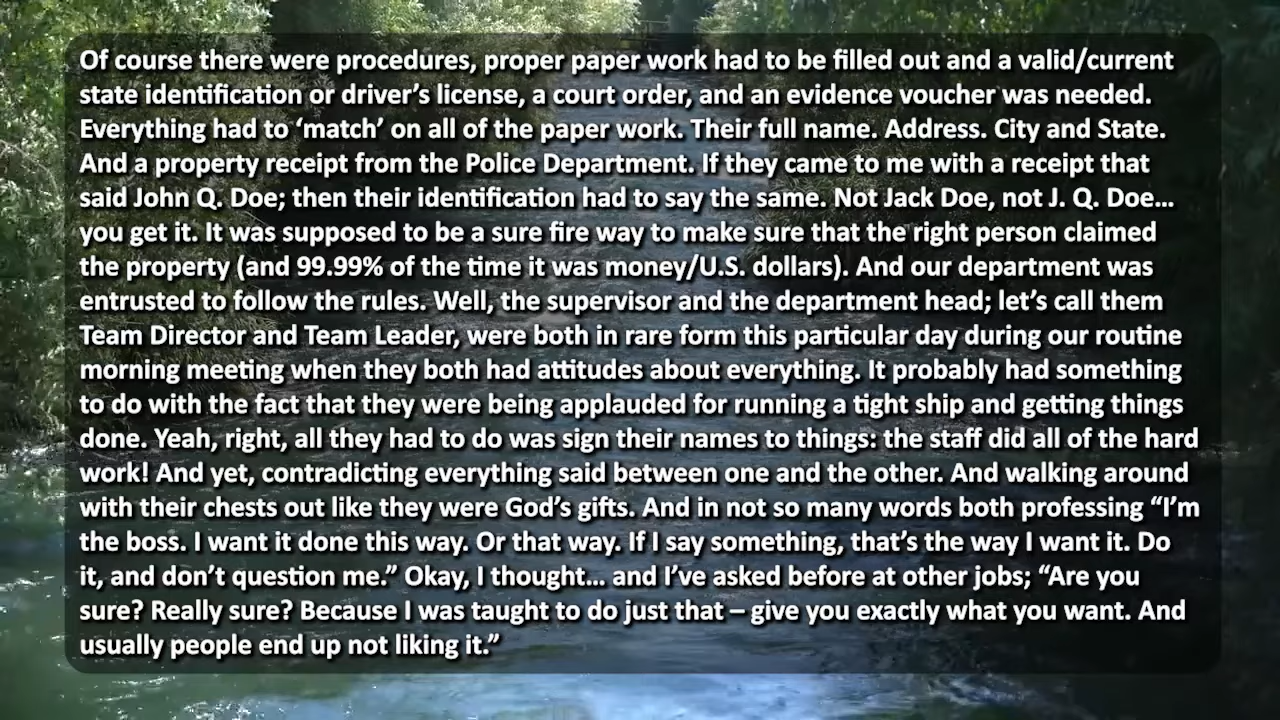 Of course there were procedures, proper paper work had to be filled out and a valid/current
state identification or driver’s license, a court order, and an evidence voucher was needed.
Everything had to ‘match’ on all of the paper work. Their full name. Address. City and State.
And a property receipt from the Police Department. If they came to me with a receipt that
said John Q. Doe; then their identification had to say the same. Not Jack Doe, not J. Q. Doe…
you get it. It was supposed to be a sure fire way to make sure that the right person claimed
the property (and 99.99% of the time it was money/U.S. dollars). And our department was
entrusted to follow the rules. Well, the supervisor and the department head; let’s call them
Team Director and Team Leader, were both in rare form this particular day during our routine
morning meeting when they both had attitudes about everything. It probably had something
to do with the fact that they were being applauded for running a tight ship and getting things
done. Yeah, right, all they had to do was sign their names to things: the staff did all of the hard
work! And yet, contradicting everything said between one and the other. And walking around
with their chests out like they were God’s gifts. And in not so many words both professing “I’m
the boss. I want it done this way. Or that way. If I say something, that’s the way I want it. Do
it, and don’t question me.” Okay, I thought… and I’ve asked before at other jobs; “Are you
sure? Really sure? Because I was taught to do just that – give you exactly what you want. And
usually people end up not liking it.”